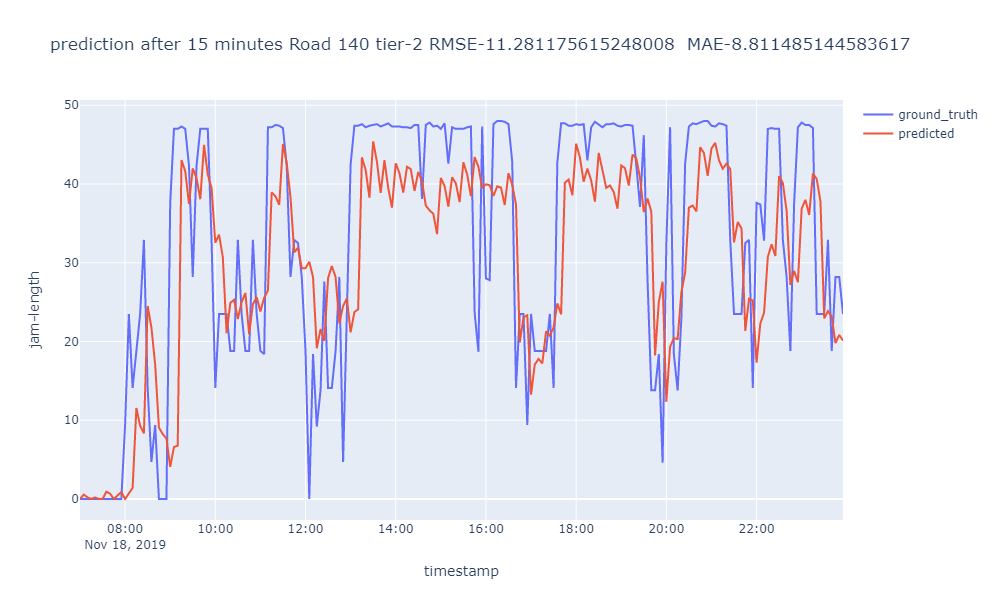 prediction after 15 minutes Road 140 tier-2 RMSE-11.281175615248008  MAE-8.811485144583617
ground_truth
predicted
50
40
30
20
10
0
jam-length
08:00 10:00 12:00 14:00 16:00 18:00 20:00 22:00
Nov 18, 2019
timestamp